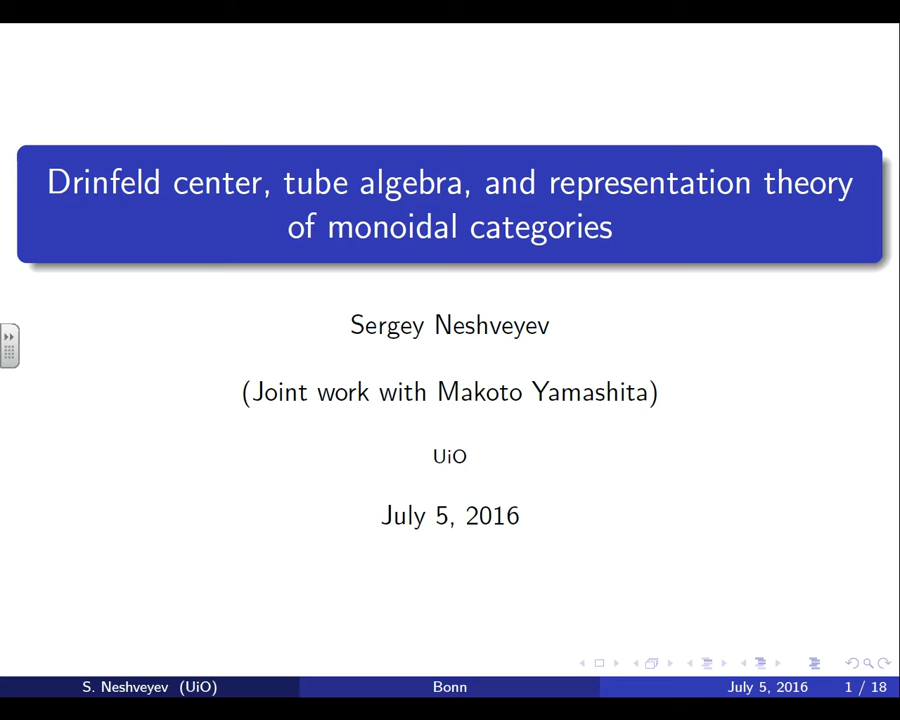 Drinfeld center, tube algebra, and representation theory
of monoidal categories
Sergey Neshveyev
(Joint work with Makoto Yamashita)
UiO
July 5, 2016
S. Neshveyev (UiO)
Bonn
July 5, 2016
1 / 18